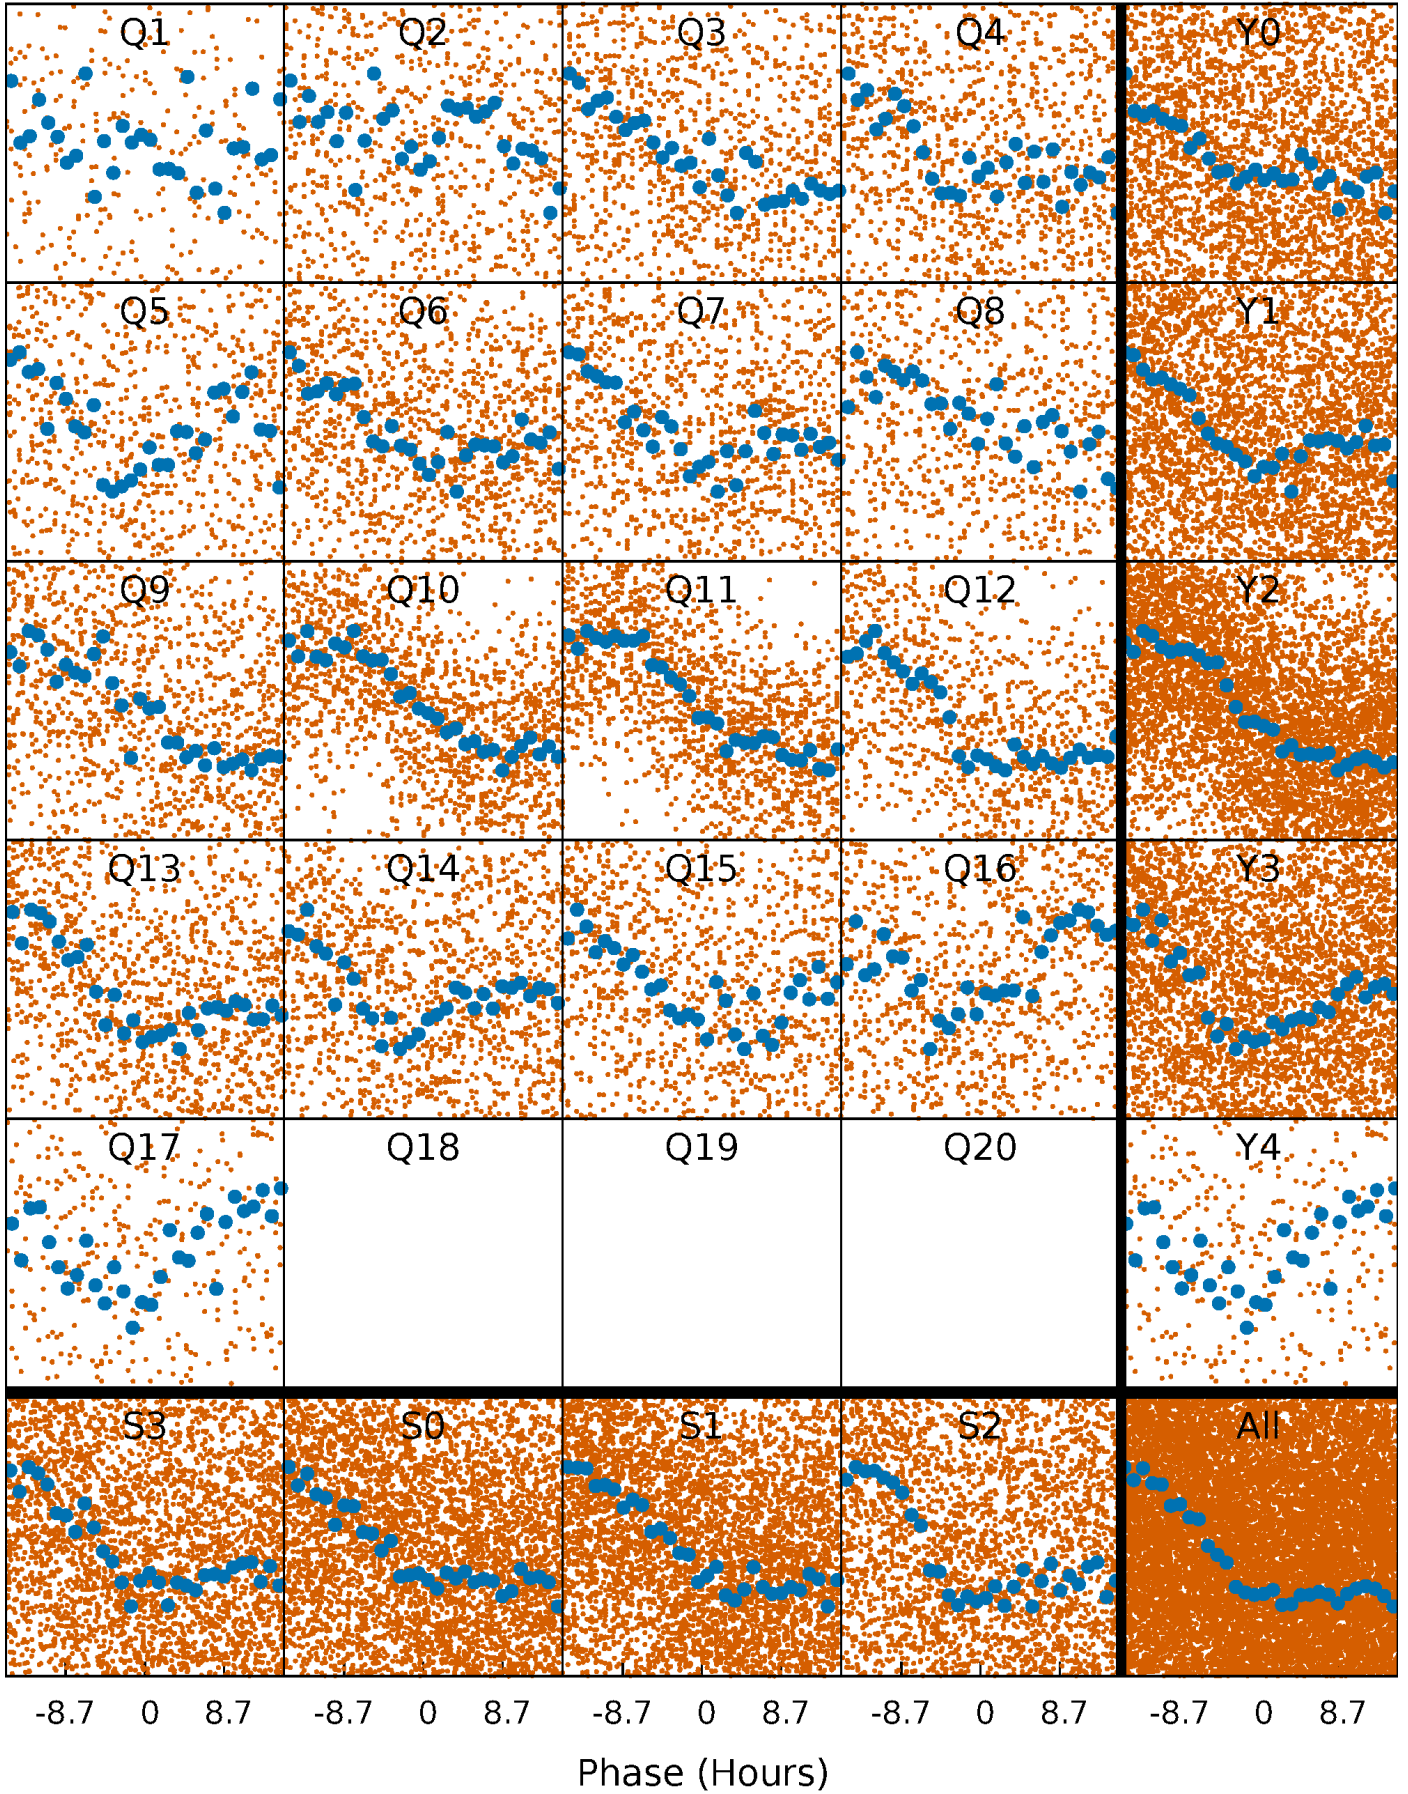 Q1 Q2 Q3 Q4 Y0
Q5 Q6 Q7 Q8 Y1
Q9 Q10 Q11 Q12 Y2
Q13 Q14 Q15 Q16 Y3
Q17 Q18 Q19 Q20 Y4
S3 S0 S1 S2 All
-8.7 0 8.7 -8.7 0 8.7 -8.7 0 8.7 -8.7 0 8.7 -8.7 0 8.7
Phase (Hours)